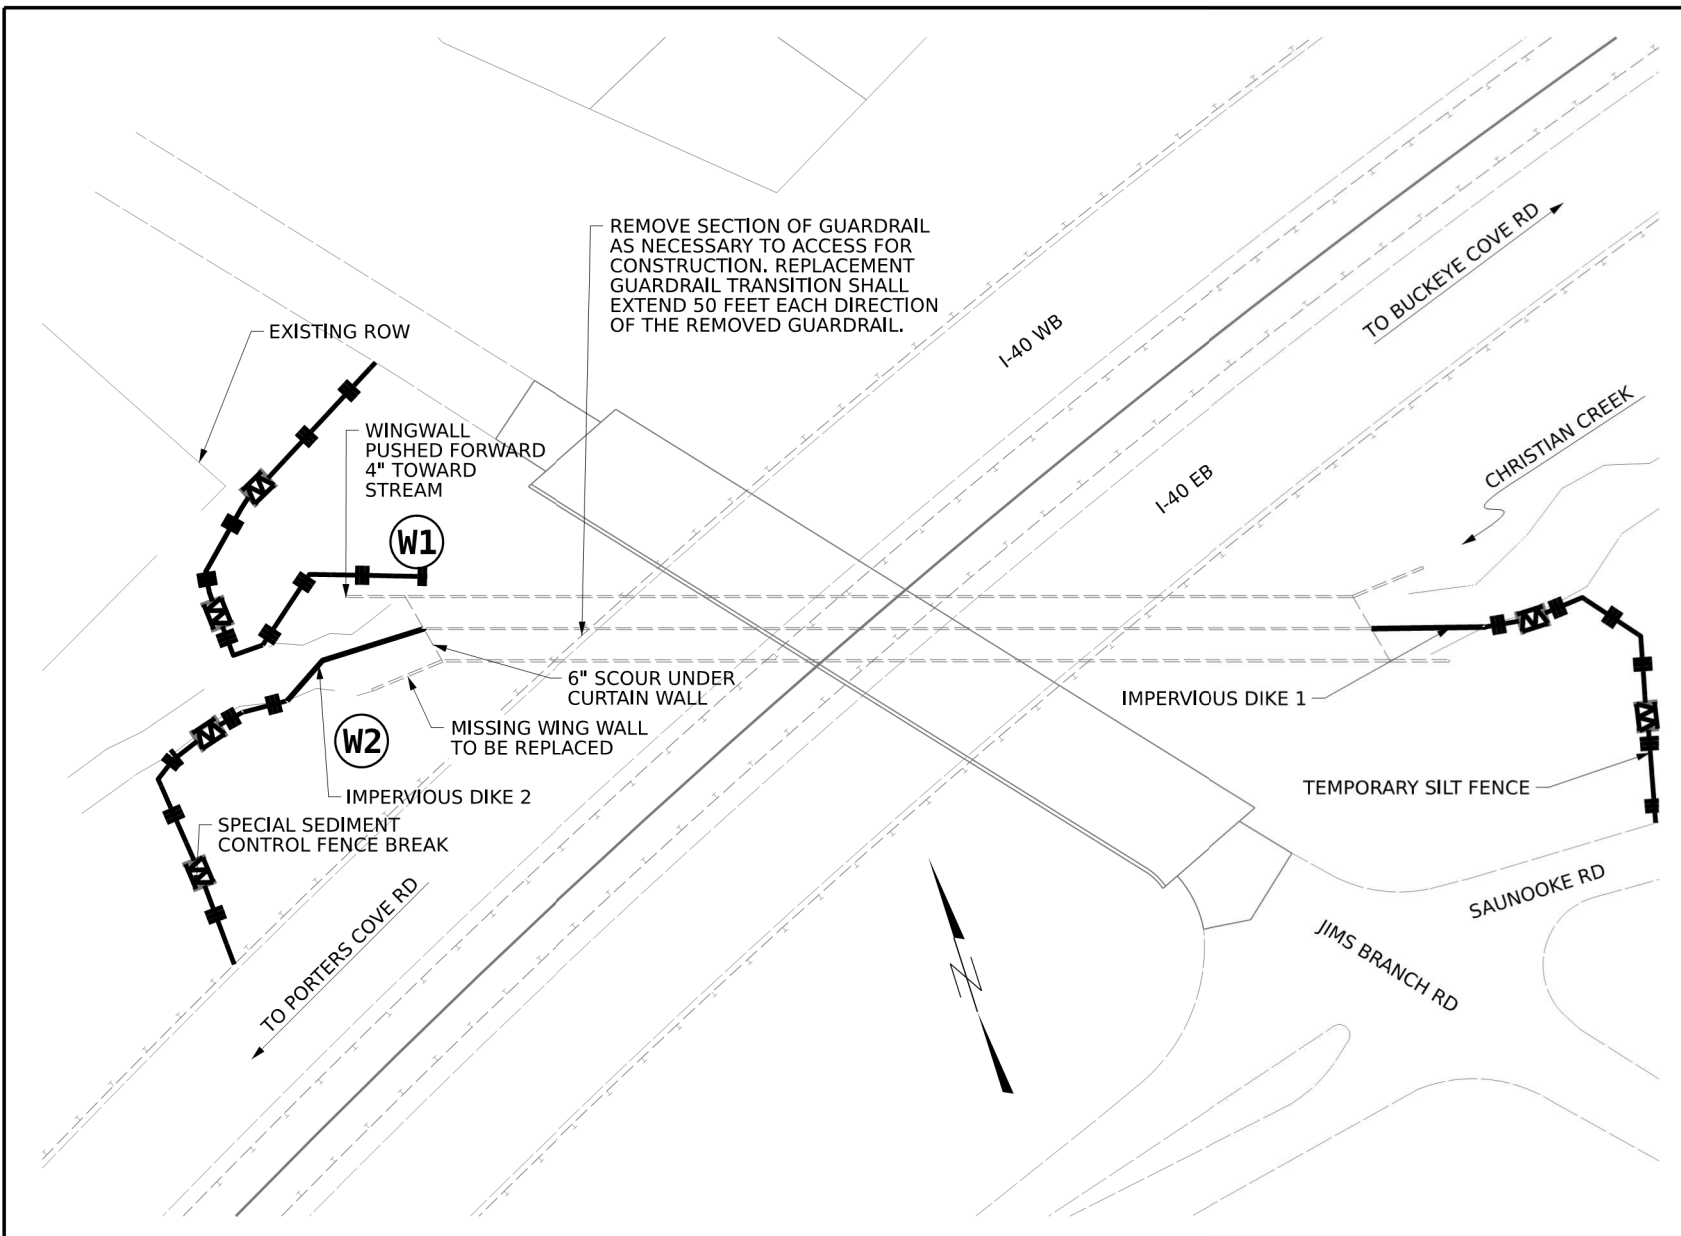 REMOVE SECTION OF GUARDRAIL
AS NECESSARY TO ACCESS FOR
CONSTRUCTION. REPLACEMENT
GUARDRAIL TRANSITION SHALL
EXTEND 50 FEET EACH DIRECTION
OF THE REMOVED GUARDRAIL.
TO BUCKEYE COVE RD
I-40 WB
EXISTING ROW
WINGWALL
PUSHED FORWARD
4" TOWARD
STREAM
CHRISTIAN CREEK
I-40 EB
W1
6" SCOUR UNDER
CURTAIN WALL
IMPERVIOUS DIKE 1
MISSING WING WALL
TO BE REPLACED
W2
IMPERVIOUS DIKE 2
TEMPORARY SILT FENCE
SPECIAL SEDIMENT
CONTROL FENCE BREAK
TO PORTERS COVE RD
SAUNOOKE RD
JIMS BRANCH RD
N